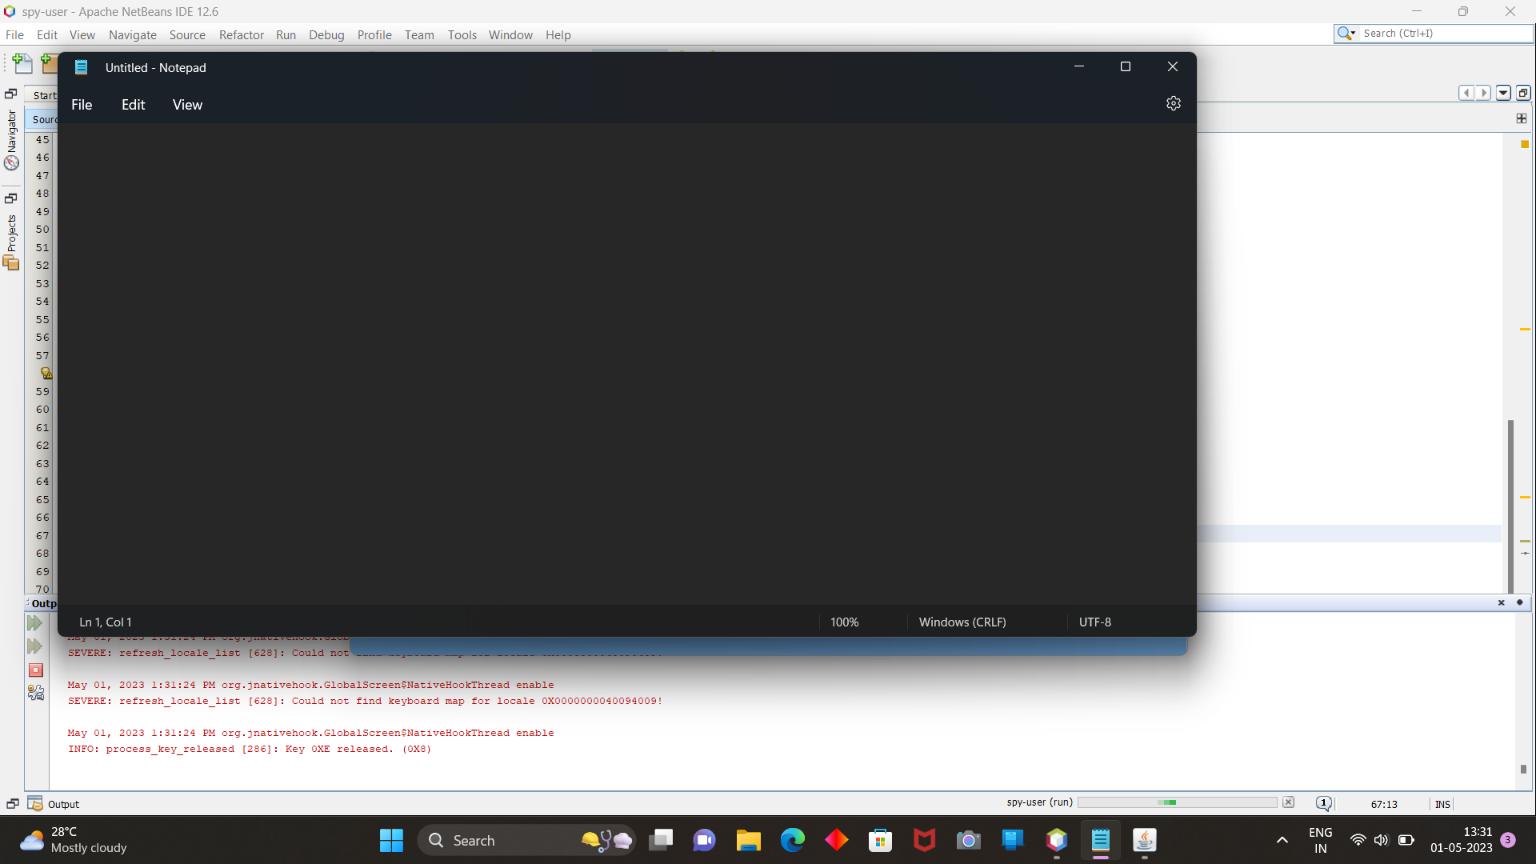 spy-user - Apache NetBeans IDE 12.6
File Edit View Navigate Source Refactor Run Debug Profile Team Tools Window Help
Search (Ctrl+I)
Untitled - Notepad
File Edit View
Start
Navigator
Projects
45
46
47
48
49
50
51
52
53
54
55
56
57
59
60
61
62
63
64
65
66
67
68
69
70
Ln 1, Col 1
100%
Windows (CRLF)
UTF-8
SEVERE: refresh_locale_list [628]: Could not
May 01, 2023 1:31:24 PM org.jnativehook.GlobalScreen$NativeHookThread enable
SEVERE: refresh_locale_list [628]: Could not find keyboard map for locale 0X0000000040094009!
May 01, 2023 1:31:24 PM org.jnativehook.GlobalScreen$NativeHookThread enable
INFO: process_key_released [286]: Key 0XE released. (0X8)
Output
spy-user (run)
1
67:13
INS
28°C
Mostly cloudy
Search
ENG
IN
13:31
01-05-2023
3